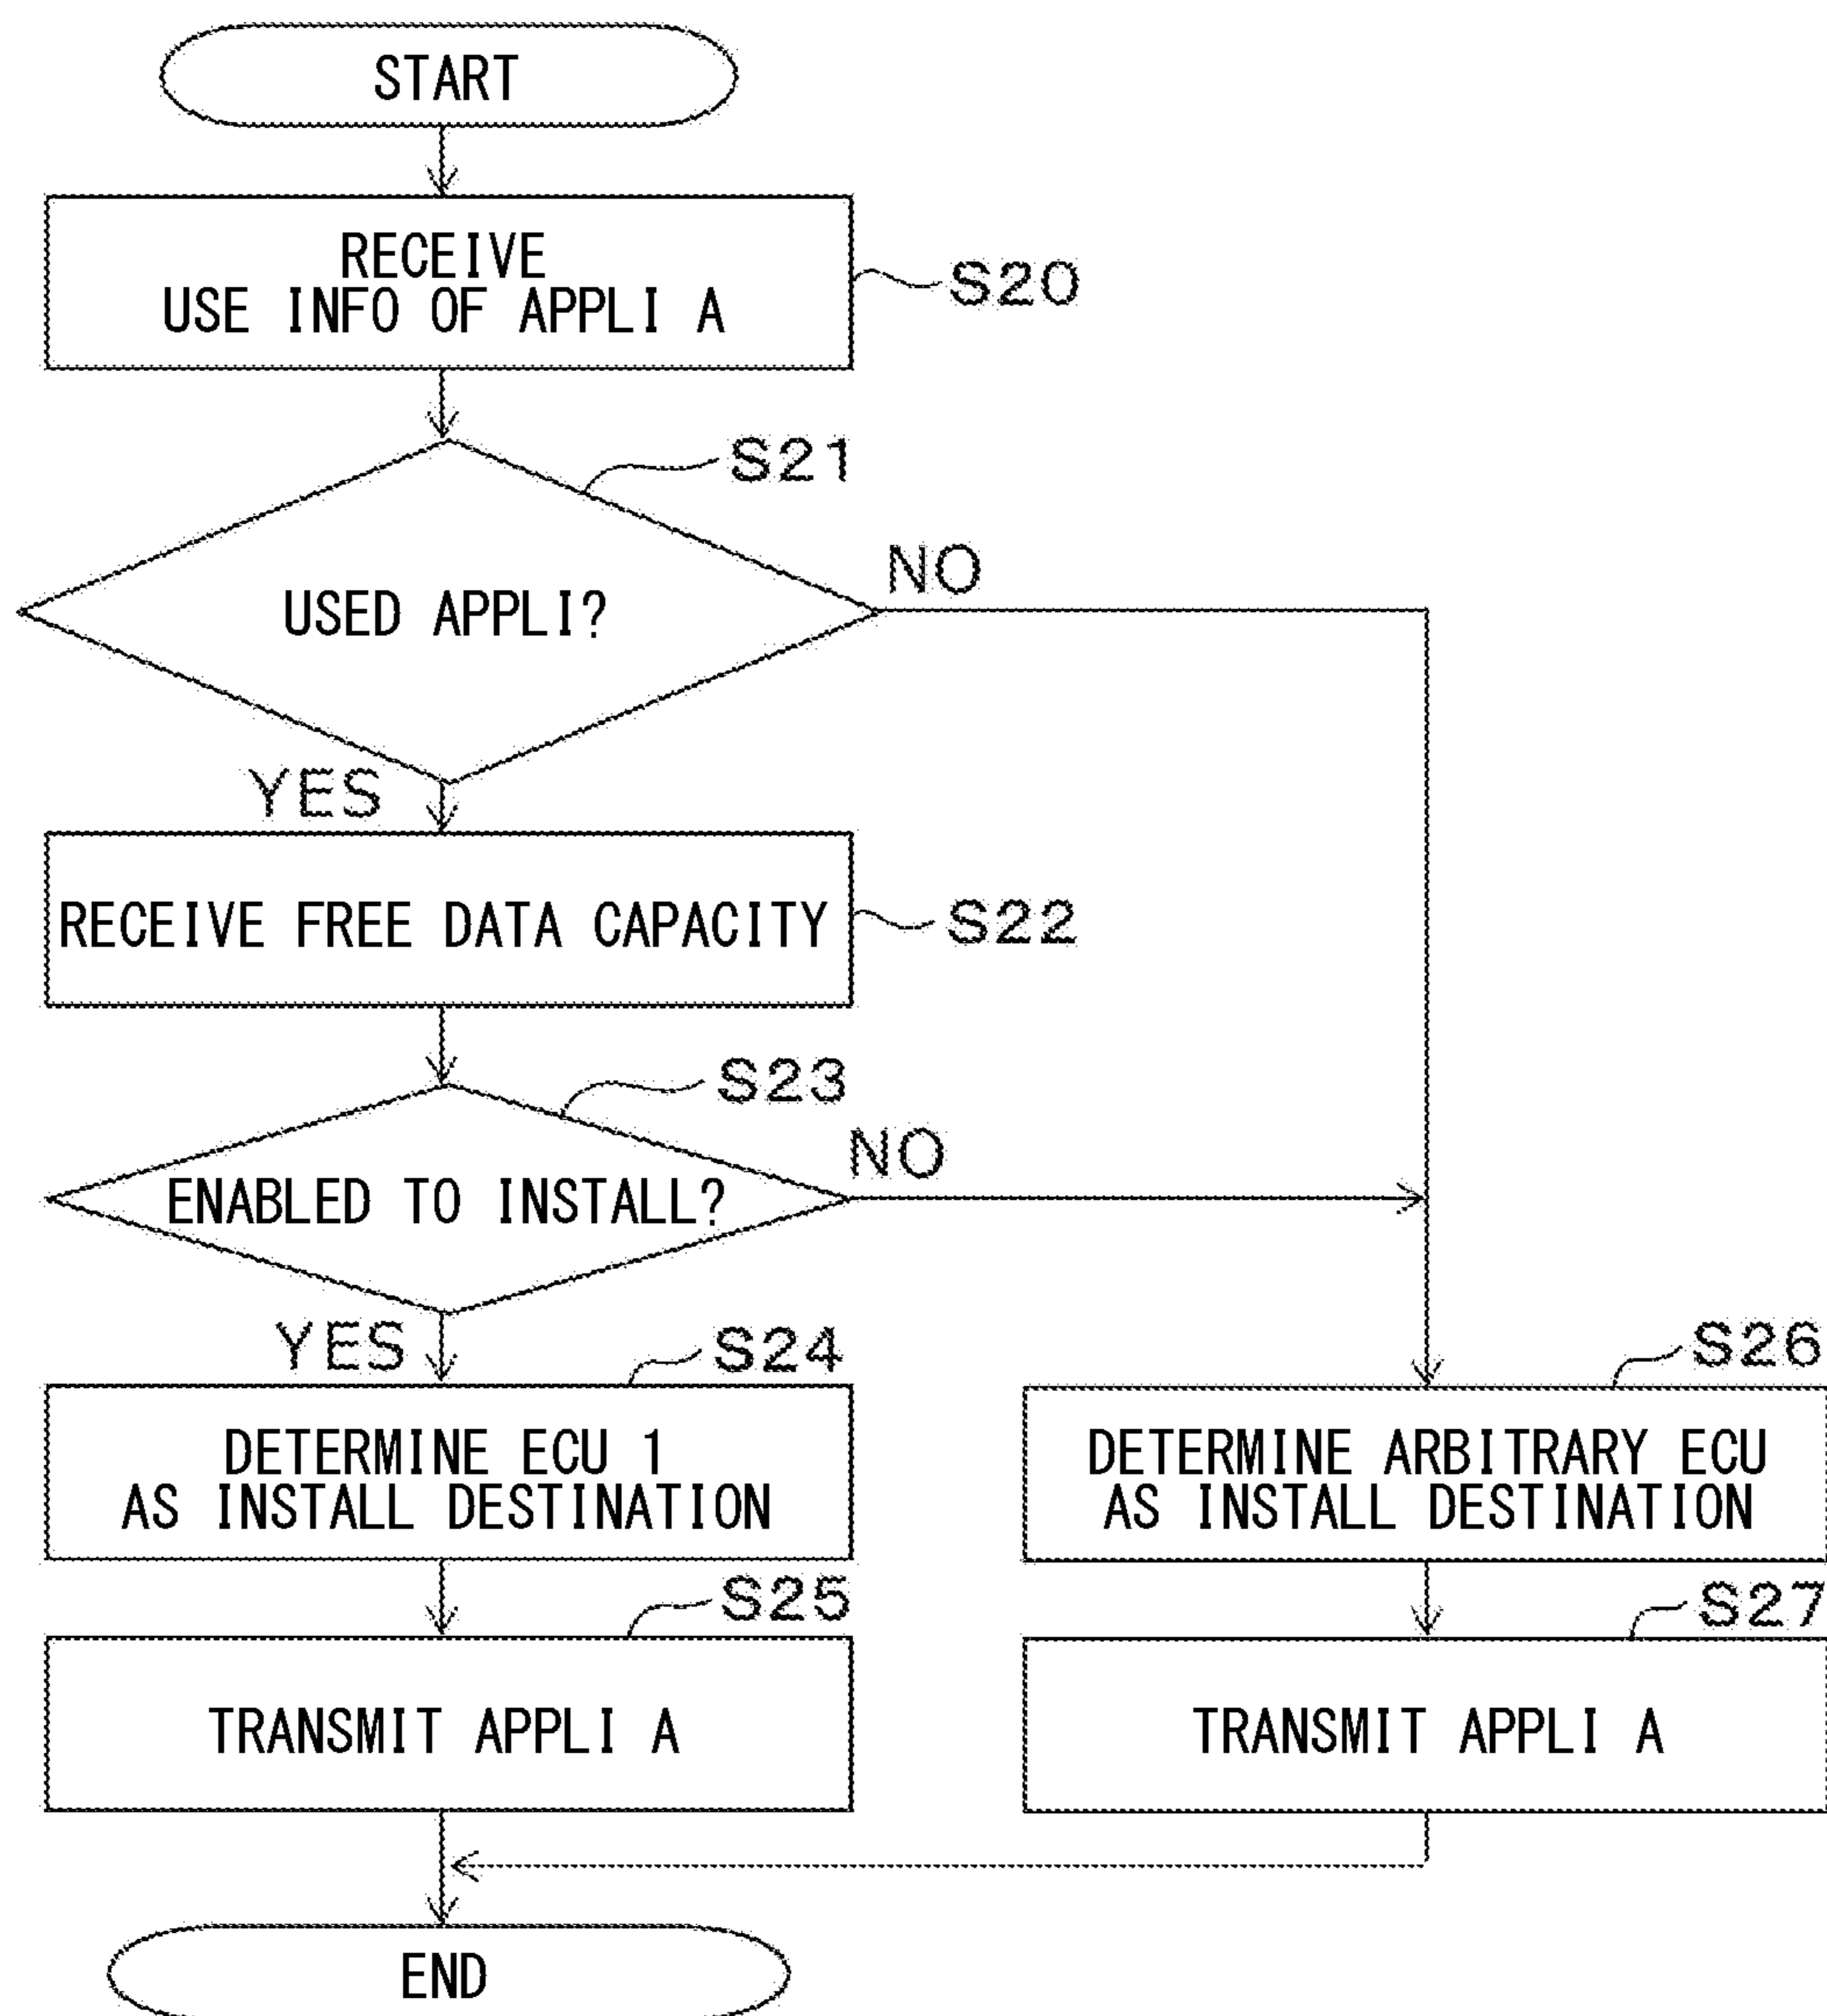 START
RECEIVE
USE INFO OF APPLI A
S20
S21
USED APPLI?
NO
YES
RECEIVE FREE DATA CAPACITY
S22
S23
ENABLED TO INSTALL?
NO
YES
S24
DETERMINE ECU 1
AS INSTALL DESTINATION
S25
TRANSMIT APPLI A
S26
DETERMINE ARBITRARY ECU
AS INSTALL DESTINATION
S27
TRANSMIT APPLI A
END